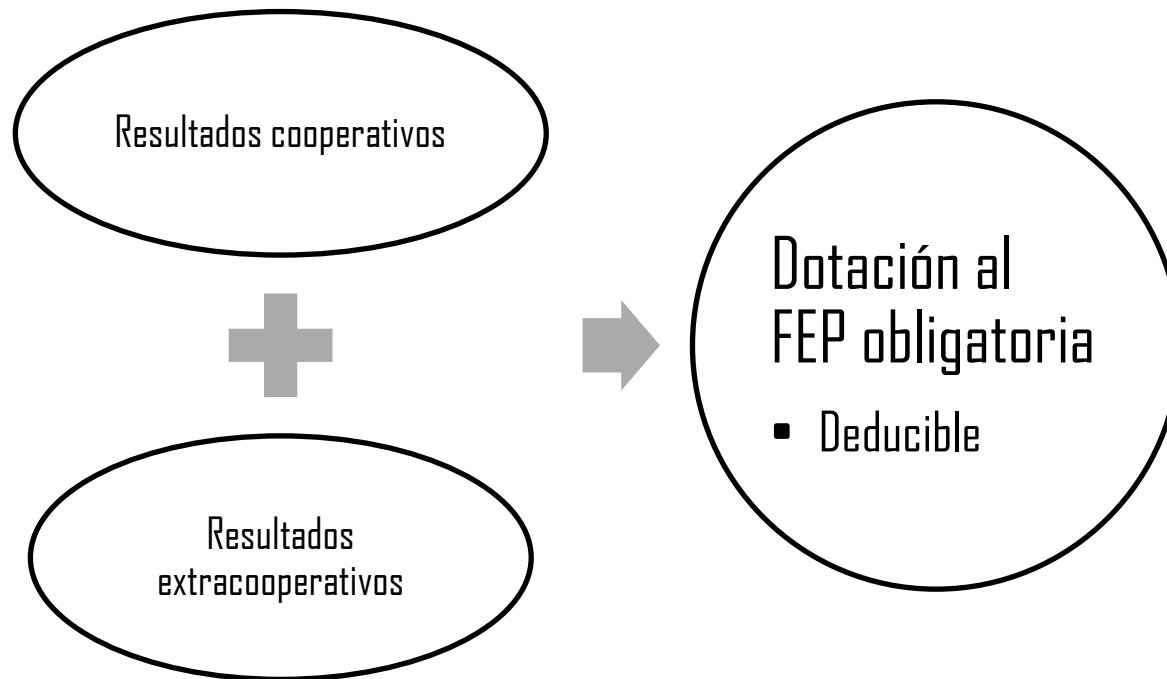 Resultados cooperativos
Resultados
extracooperativos
Dotación al
FEP obligatoria
▪ Deducible